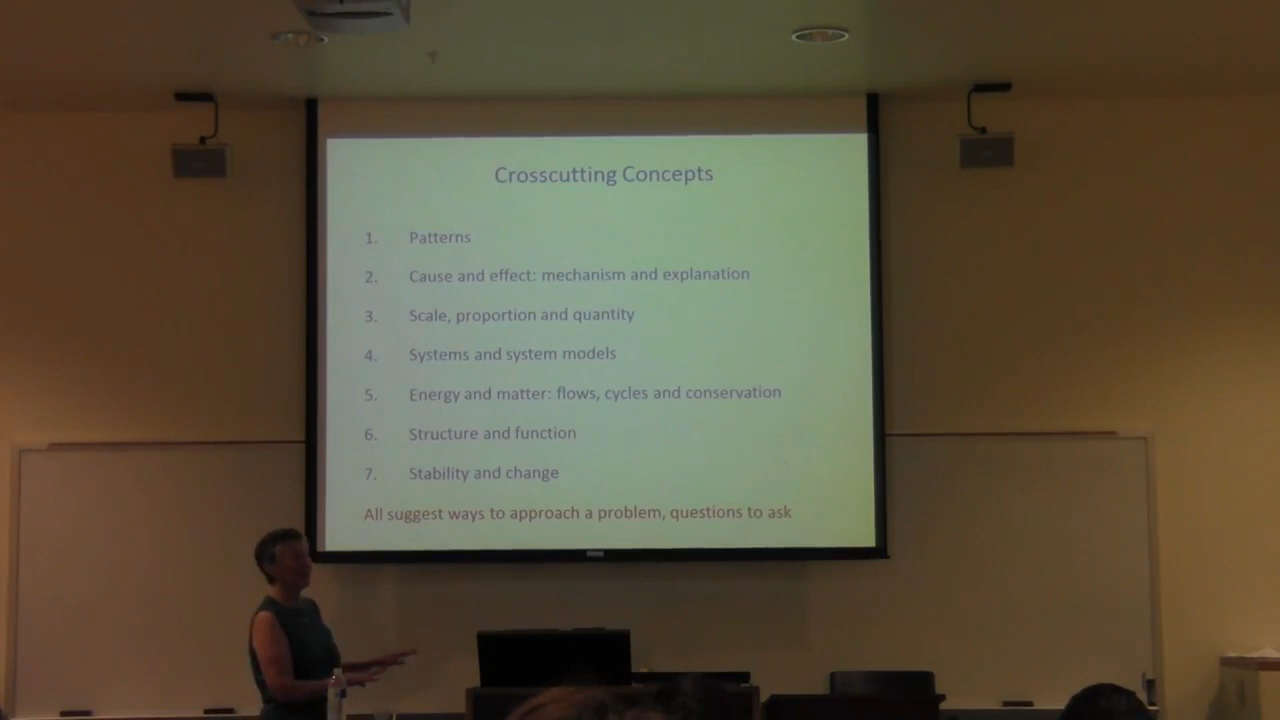 Crosscutting Concepts
1. Patterns
2. Cause and effect: mechanism and explanation
3. Scale, proportion and quantity
4. Systems and system models
5. Energy and matter: flows, cycles and conservation
6. Structure and function
7. Stability and change
All suggest ways to approach a problem, questions to ask